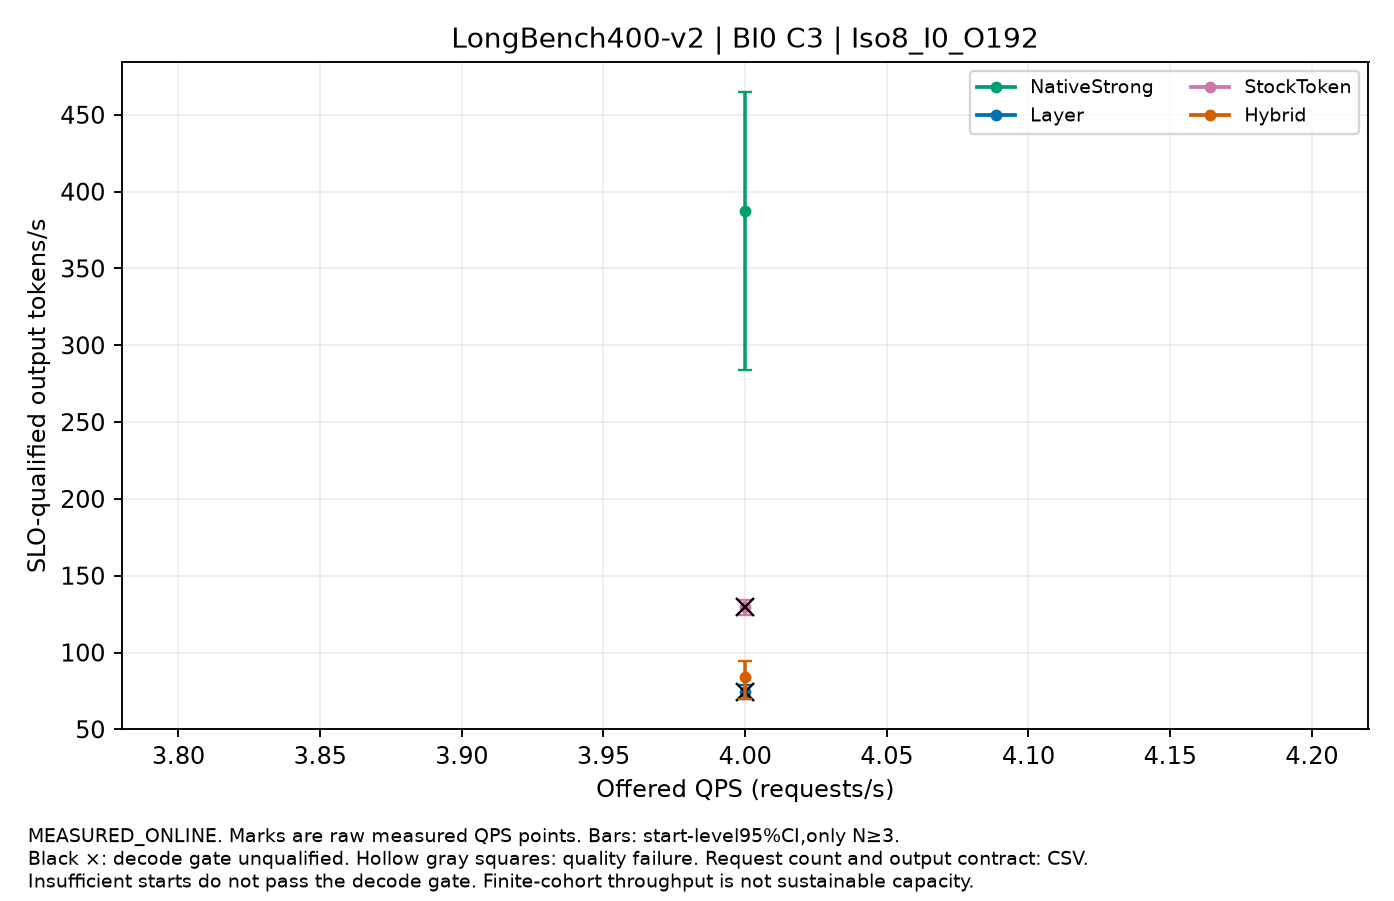 LongBench400-v2 | BI0 C3 | Iso8_I0_O192
NativeStrong
Layer
StockToken
Hybrid
SLO-qualified output tokens/s
450
400
350
300
250
200
150
100
50
3.80 3.85 3.90 3.95 4.00 4.05 4.10 4.15 4.20
Offered QPS (requests/s)
MEASURED_ONLINE. Marks are raw measured QPS points. Bars: start-level95%CI,only N≥3.
Black ×: decode gate unqualified. Hollow gray squares: quality failure. Request count and output contract: CSV.
Insufficient starts do not pass the decode gate. Finite-cohort throughput is not sustainable capacity.